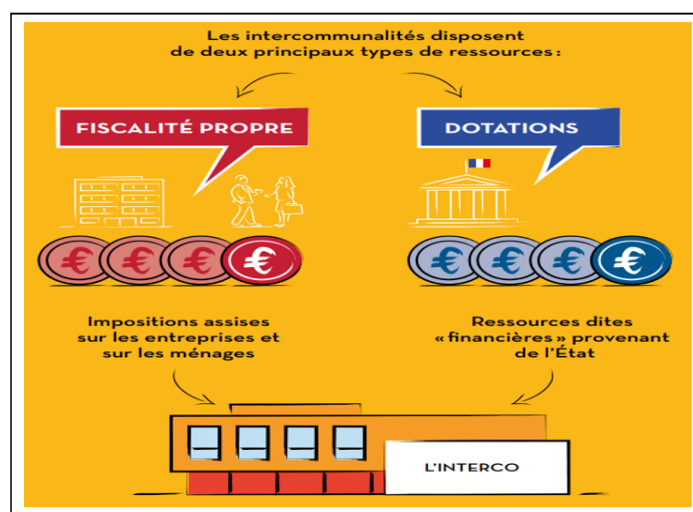 Les intercommunalités disposent
de deux principaux types de ressources :
FISCALITÉ PROPRE
DOTATIONS
€ € € €
€ € € €
Impositions assises
sur les entreprises et
sur les ménages
Ressources dites
« financières » provenant
de l'État
L'INTERCO